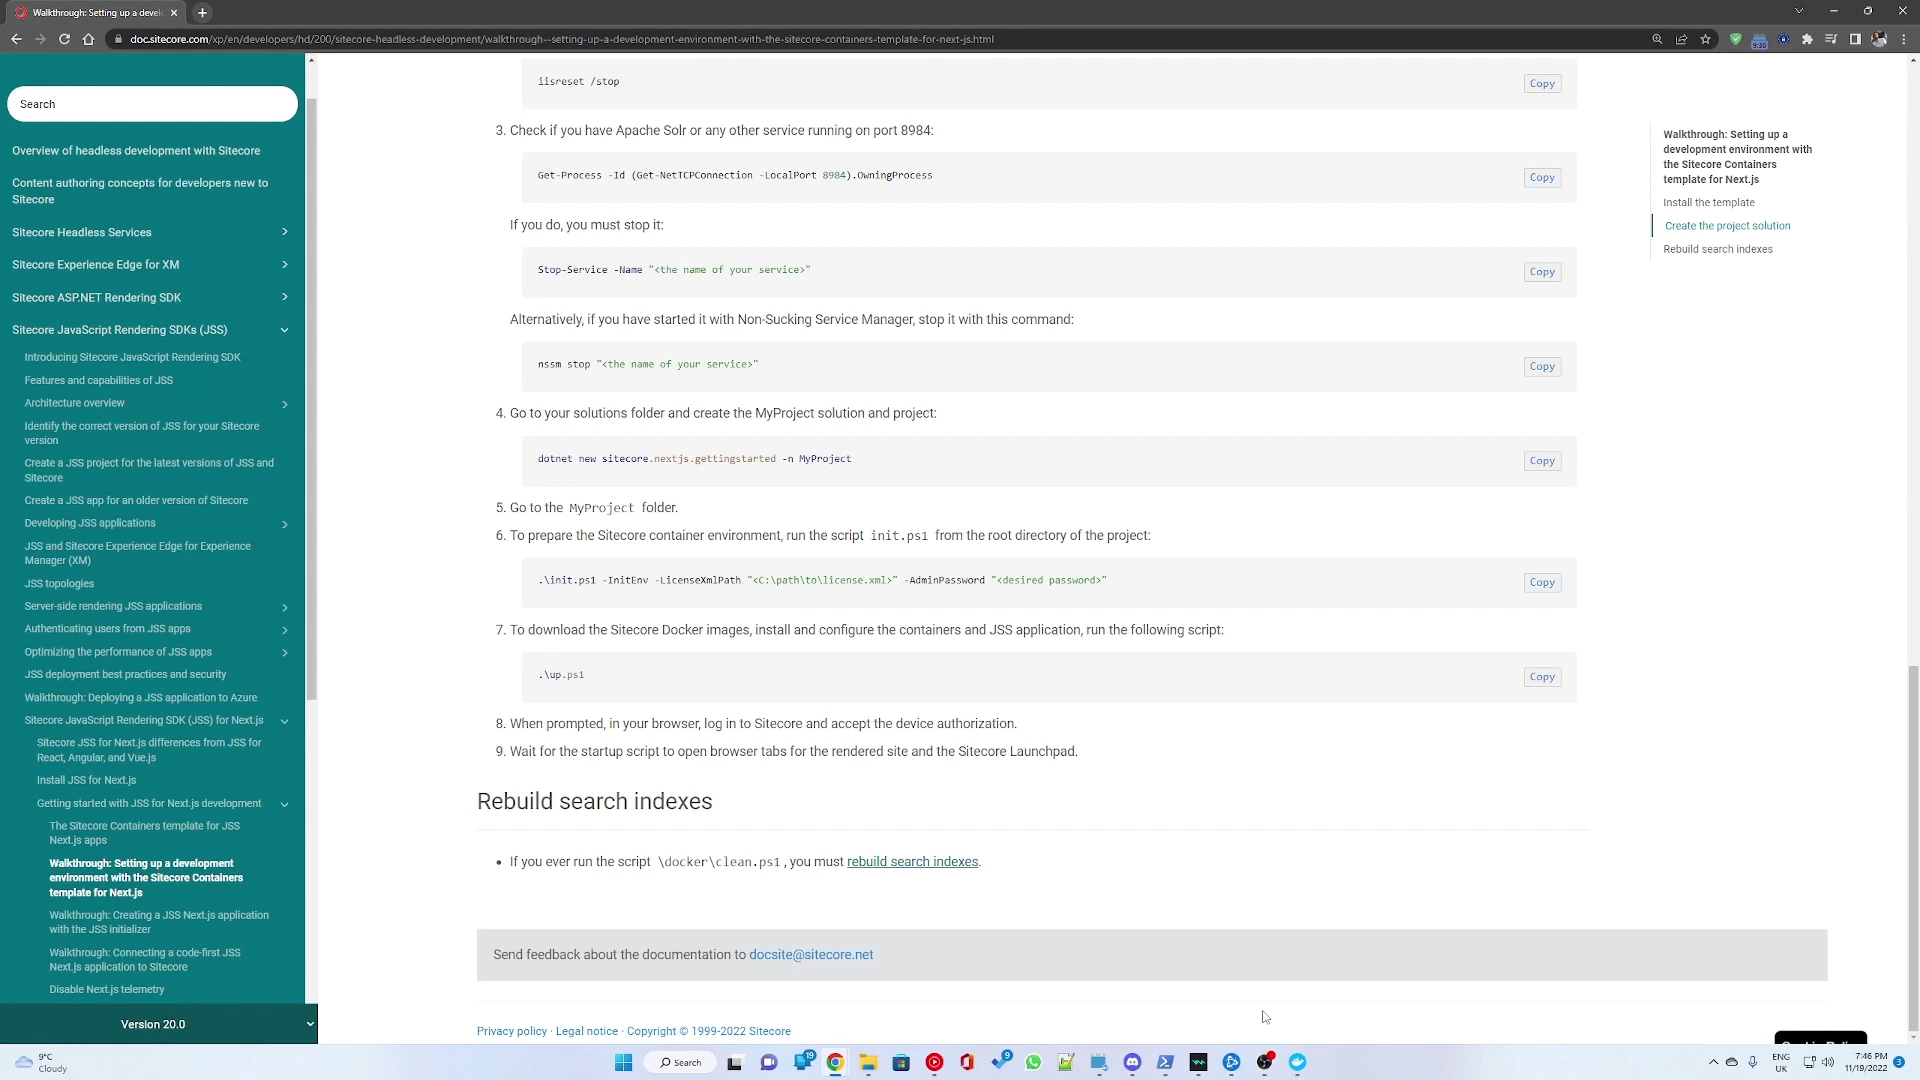 Walkthrough: Setting up a devel
doc.sitecore.com/xp/en/developers/hd/200/sitecore-headless-development/walkthrough--setting-up-a-development-environment-with-the-sitecore-containers-template-for-next-js.html
9:30
Search
Overview of headless development with Sitecore
Content authoring concepts for developers new to
Sitecore
Sitecore Headless Services
Sitecore Experience Edge for XM
Sitecore ASP.NET Rendering SDK
Sitecore JavaScript Rendering SDKs (JSS)
Introducing Sitecore JavaScript Rendering SDK
Features and capabilities of JSS
Architecture overview
Identify the correct version of JSS for your Sitecore
version
Create a JSS project for the latest versions of JSS and
Sitecore
Create a JSS app for an older version of Sitecore
Developing JSS applications
JSS and Sitecore Experience Edge for Experience
Manager (XM)
JSS topologies
Server-side rendering JSS applications
Authenticating users from JSS apps
Optimizing the performance of JSS apps
JSS deployment best practices and security
Walkthrough: Deploying a JSS application to Azure
Sitecore JavaScript Rendering SDK (JSS) for Next.js
Sitecore JSS for Next.js differences from JSS for
React, Angular, and Vue.js
Install JSS for Next.js
Getting started with JSS for Next.js development
The Sitecore Containers template for JSS
Next.js apps
Walkthrough: Setting up a development
environment with the Sitecore Containers
template for Next.js
Walkthrough: Creating a JSS Next.js application
with the JSS initializer
Walkthrough: Connecting a code-first JSS
Next.js application to Sitecore
Disable Next.js telemetry
Version 20.0
iisreset /stop
Copy
3. Check if you have Apache Solr or any other service running on port 8984:
Get-Process -Id (Get-NetTCPConnection -LocalPort 8984).OwningProcess
Copy
If you do, you must stop it:
Stop-Service -Name "<the name of your service>"
Copy
Alternatively, if you have started it with Non-Sucking Service Manager, stop it with this command:
nssm stop "<the name of your service>"
Copy
4. Go to your solutions folder and create the MyProject solution and project:
dotnet new sitecore.nextjs.gettingstarted -n MyProject
Copy
5. Go to the MyProject folder.
6. To prepare the Sitecore container environment, run the script init.ps1 from the root directory of the project:
.\init.ps1 -InitEnv -LicenseXmlPath "<C:\path\to\license.xml>" -AdminPassword "<desired password>"
Copy
7. To download the Sitecore Docker images, install and configure the containers and JSS application, run the following script:
.\up.ps1
Copy
8. When prompted, in your browser, log in to Sitecore and accept the device authorization.
9. Wait for the startup script to open browser tabs for the rendered site and the Sitecore Launchpad.
Rebuild search indexes
• If you ever run the script \docker\clean.ps1, you must rebuild search indexes.
Send feedback about the documentation to docsite@sitecore.net
Privacy policy · Legal notice · Copyright © 1999-2022 Sitecore
Walkthrough: Setting up a
development environment with
the Sitecore Containers
template for Next.js
Install the template
Create the project solution
Rebuild search indexes
9°C
Cloudy
Search
19
9
ENG
UK
7:46 PM
11/19/2022
3